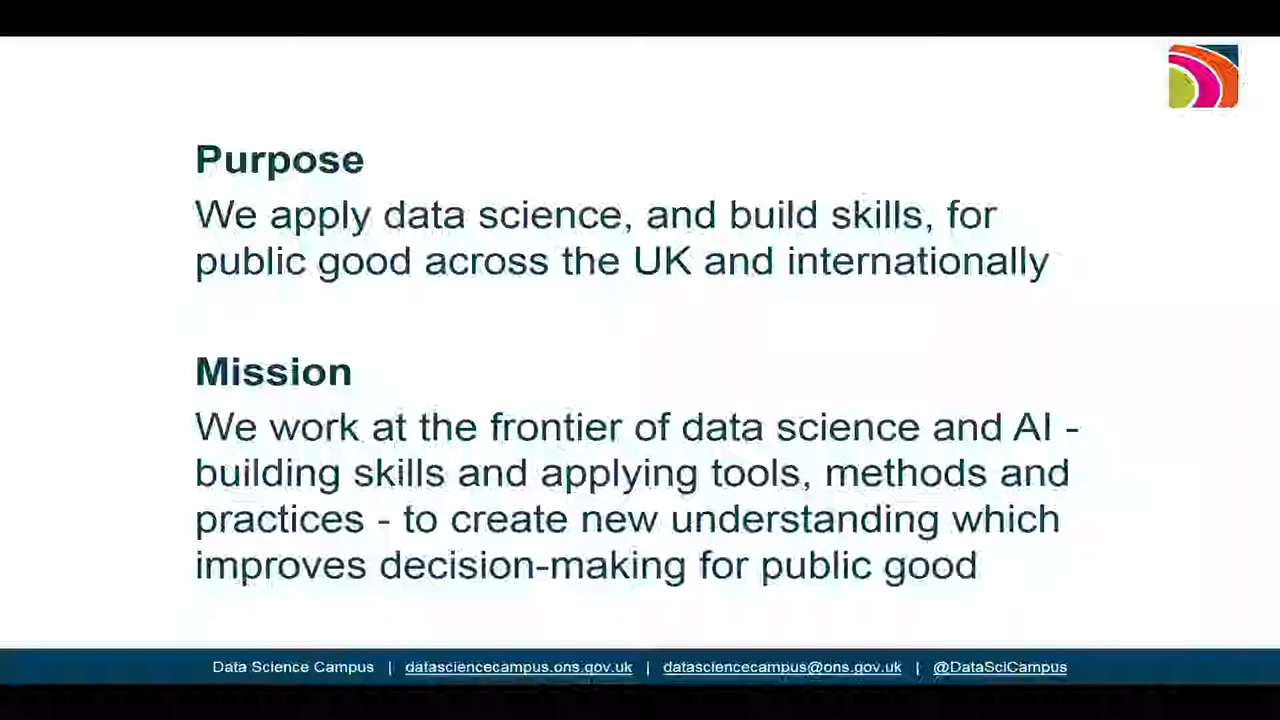 Purpose
We apply data science, and build skills, for
public good across the UK and internationally
Mission
We work at the frontier of data science and AI -
building skills and applying tools, methods and
practices - to create new understanding which
improves decision-making for public good
Data Science Campus | datasciencecampus.ons.gov.uk | datasciencecampus@ons.gov.uk | @DataSciCampus